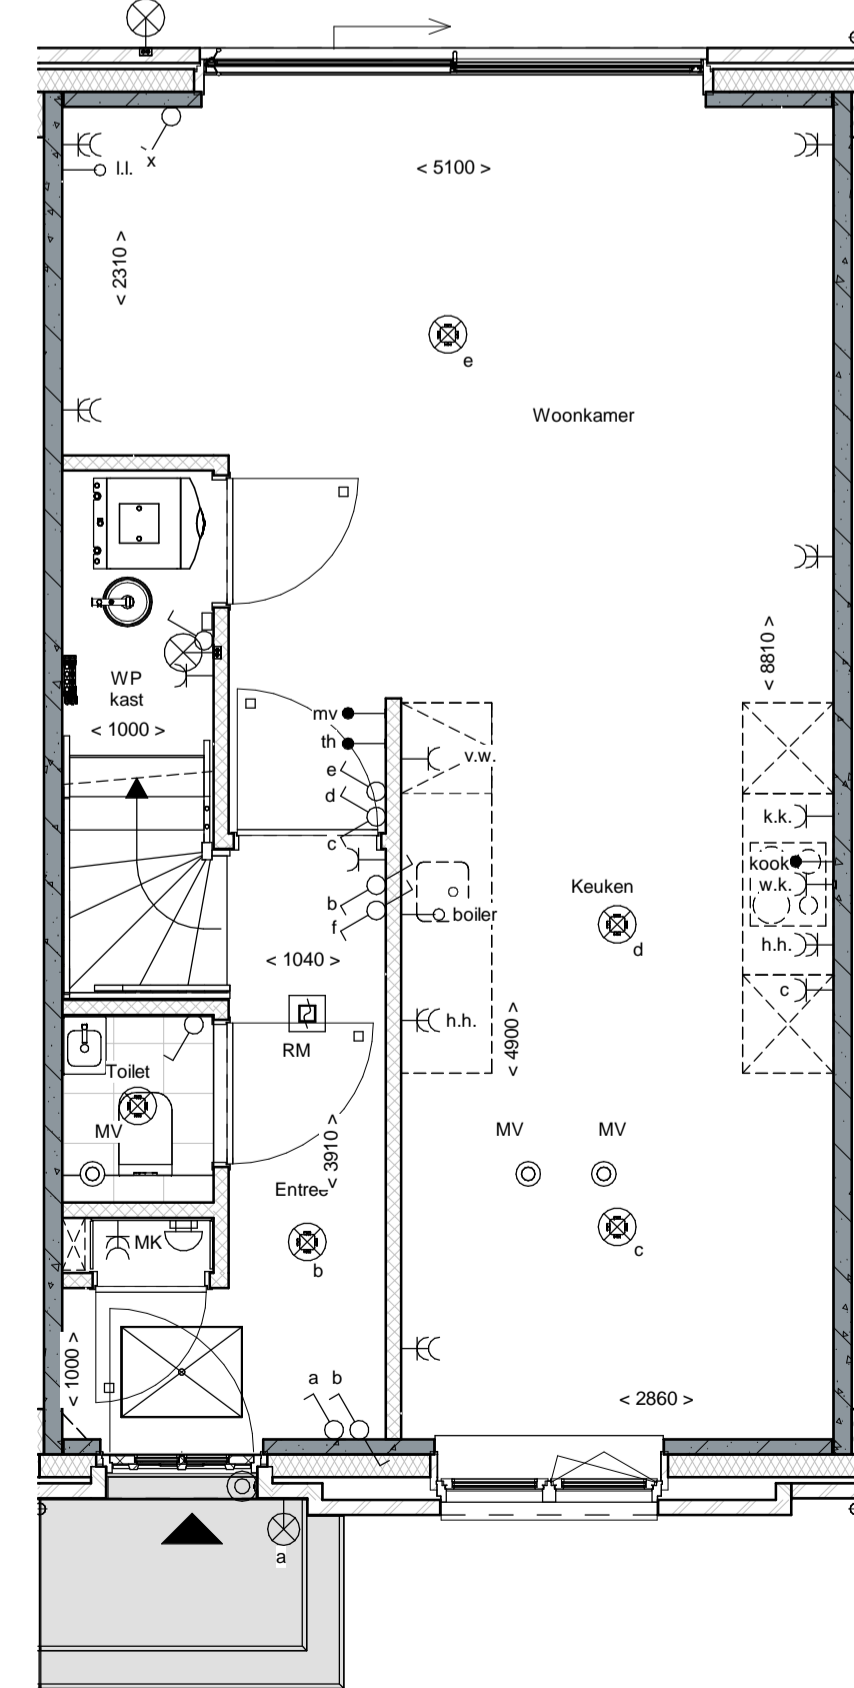 l.l.
x
< 5100 >
< 2310 >
e
Woonkamer
< 8810 >
WP
kast
< 1000 >
mv
th
e
d
c
v.w.
k.k.
kook
w.k.
b
f
boiler
Keuken
d
h.h.
c
< 1040 >
h.h.
< 4900 >
RM
Toilet
MV
MV
MV
< 3910 >
Entree
b
c
MK
< 1000 >
a
b
< 2860 >
a